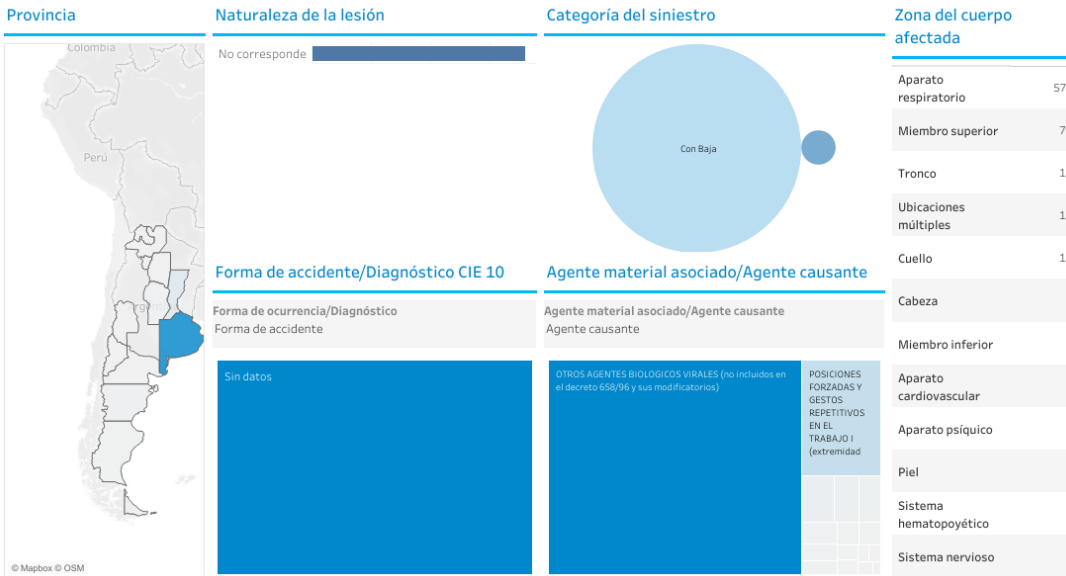 Provincia
Colombia
Perú
© Mapbox © OSM
Naturaleza de la lesión
No corresponde
Categoría del siniestro
Con Baja
Forma de accidente/Diagnóstico CIE 10
Forma de ocurrencia/Diagnóstico
Forma de accidente
Sin datos
Agente material asociado/Agente causante
Agente material asociado/Agente causante
Agente causante
OTROS AGENTES BIOLOGICOS VIRALES (no incluidos en
el decreto 658/96 y sus modificatorios)
POSICIONES
FORZADAS Y
GESTOS
REPETITIVOS
EN EL
TRABAJO I
(extremidad
Zona del cuerpo
afectada
Aparato
respiratorio 57
Miembro superior 7
Tronco 1
Ubicaciones
múltiples 1
Cuello 1
Cabeza
Miembro inferior
Aparato
cardiovascular
Aparato psíquico
Piel
Sistema
hematopoyético
Sistema nervioso